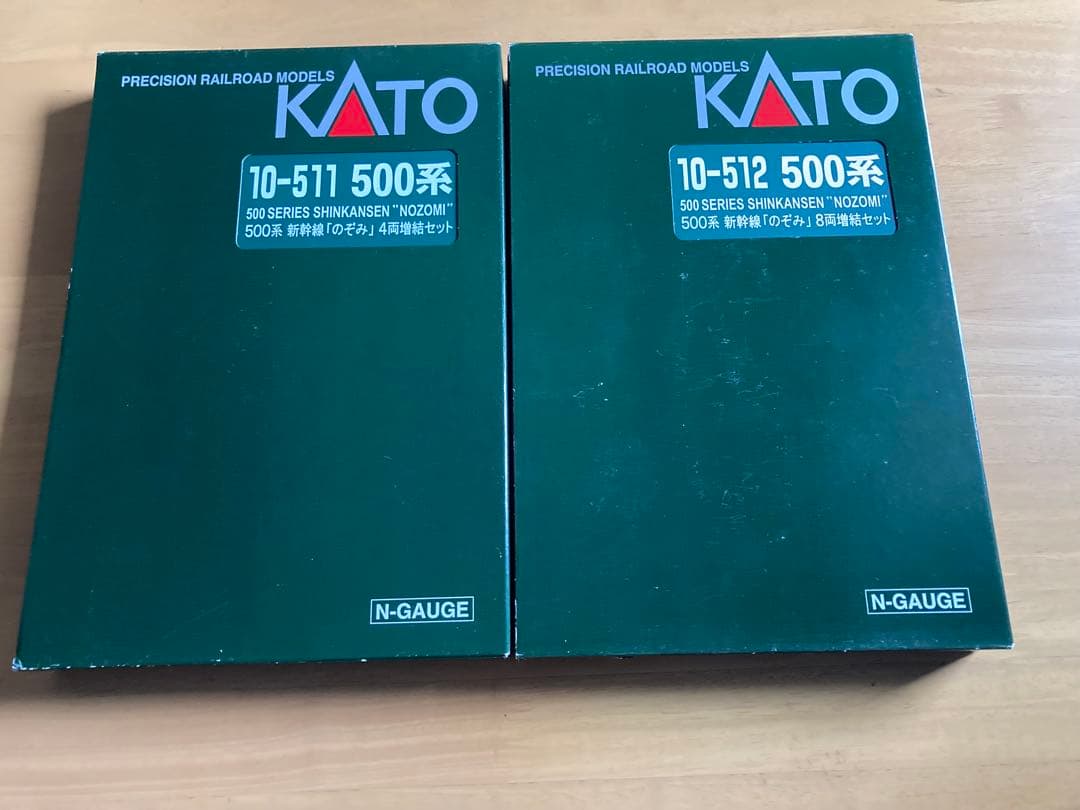 PRECISION RAILROAD MODELS
KATO
10-511 500系
500 SERIES SHINKANSEN "NOZOMI"
500系 新幹線「のぞみ」4両増結セット
N-GAUGE
PRECISION RAILROAD MODELS
KATO
10-512 500系
500 SERIES SHINKANSEN "NOZOMI"
500系 新幹線「のぞみ」8両増結セット
N-GAUGE